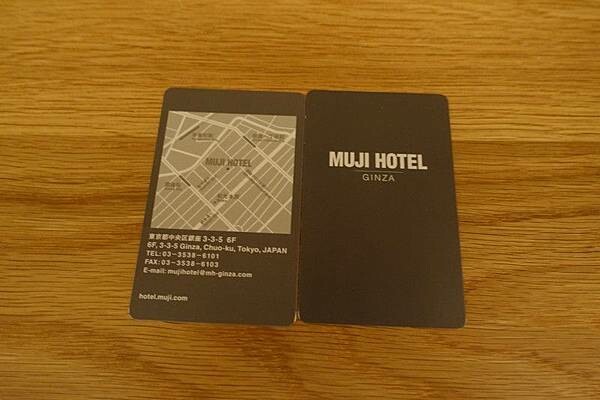 MUJI HOTEL
東京都中央区銀座 3-3-5 6F
6F, 3-3-5 Ginza, Chuo-ku, Tokyo, JAPAN
TEL: 03-3538-6101
FAX: 03-3538-6103
E-mail: mujihotel@mh-ginza.com
hotel.muji.com
MUJI HOTEL
GINZA